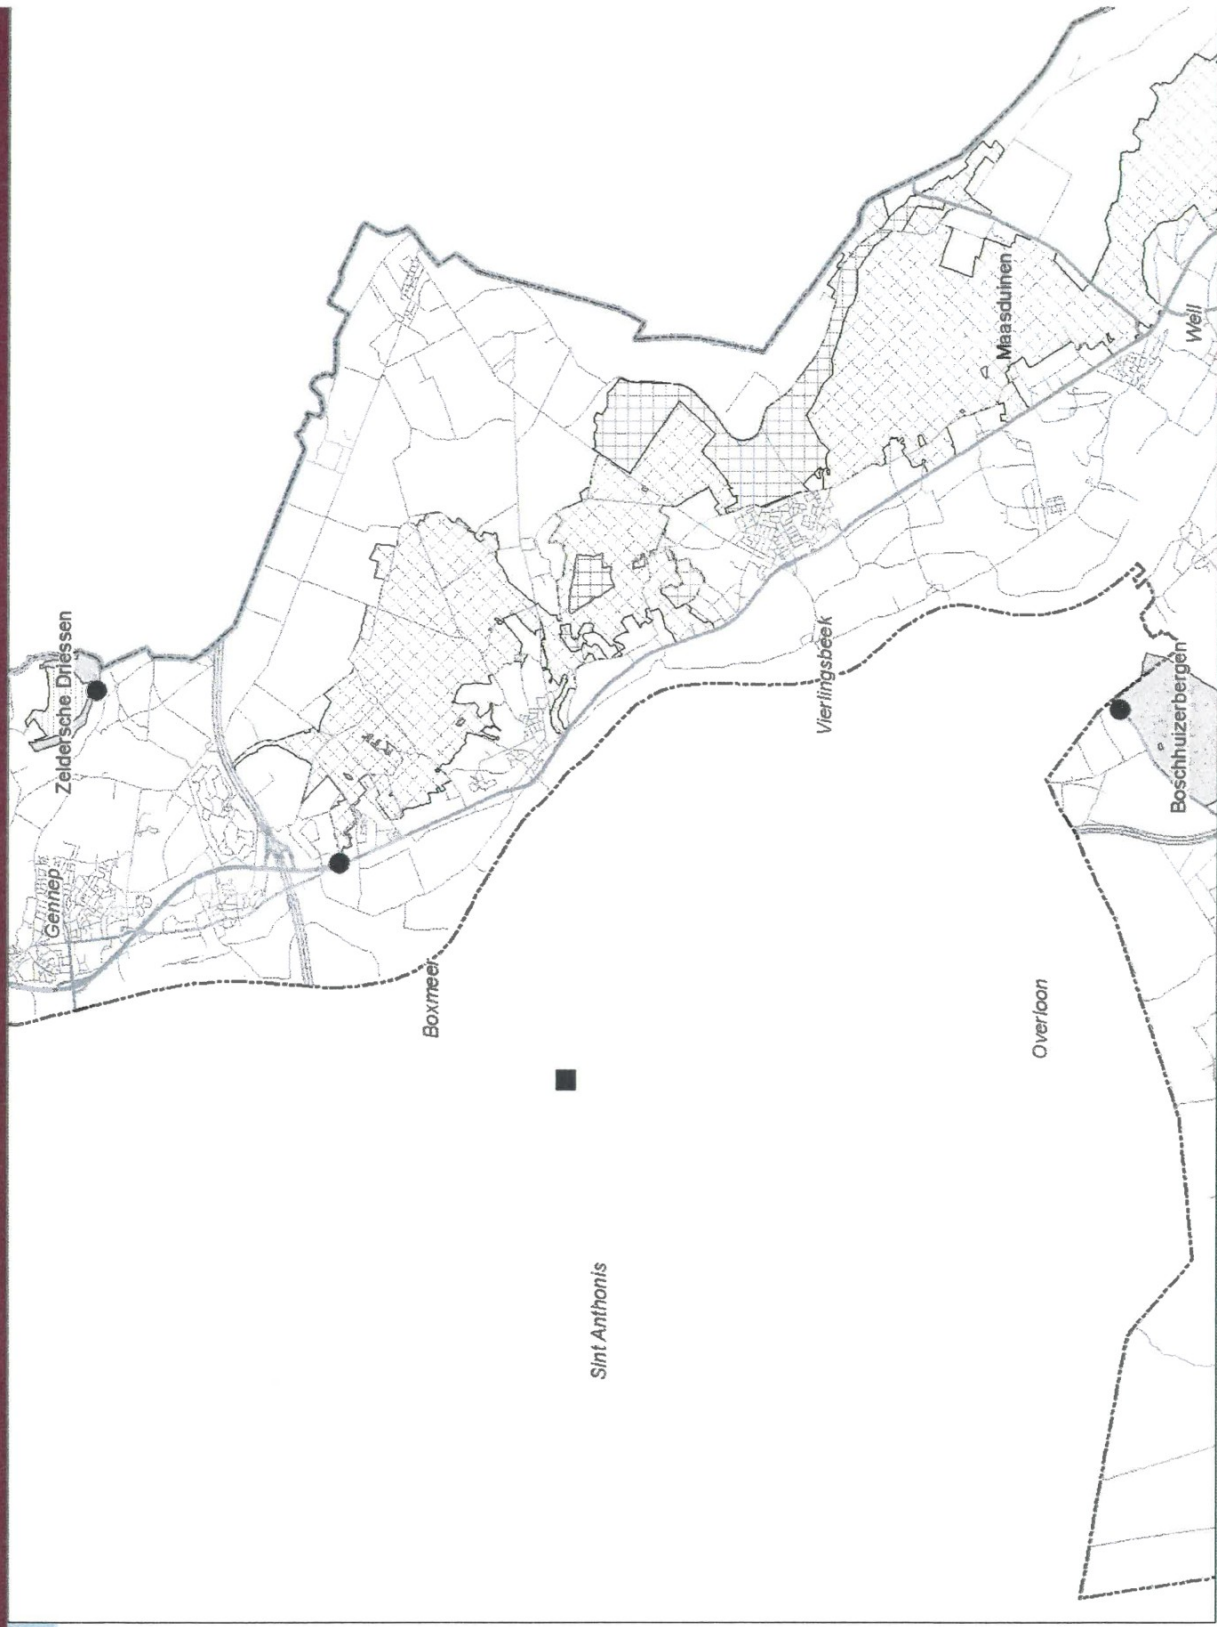 Zeldersche Driessen
Gennep
Boxmeer
Sint Anthonis
Vierlingsbeek
Maasduinen
Well
Overloon
Boschhuizerbergen